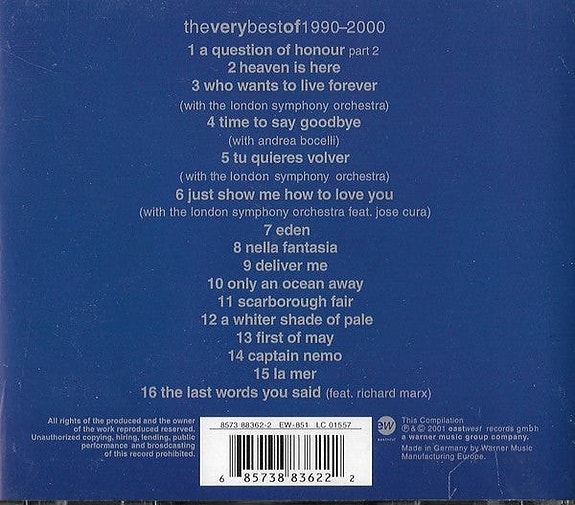 theverybestof1990–2000
1 a question of honour part 2
2 heaven is here
3 who wants to live forever
(with the london symphony orchestra)
4 time to say goodbye
(with andrea bocelli)
5 tu quieres volver
(with the london symphony orchestra)
6 just show me how to love you
(with the london symphony orchestra feat. jose cura)
7 eden
8 nella fantasia
9 deliver me
10 only an ocean away
11 scarborough fair
12 a whiter shade of pale
13 first of may
14 captain nemo
15 la mer
16 the last words you said (feat. richard marx)
All rights of the produced and the owner
of the work reproduced reserved.
Unauthorized copying, hiring, lending, public
performance and broadcasting
of this record prohibited.
8573 88362-2 EW-851 LC 01557
6 85738 83622 2
ew
eastwest
This Compilation
℗ & © 2001 eastwest records gmbh
a warner music group company.
Made in Germany by Warner Music
Manufacturing Europe.